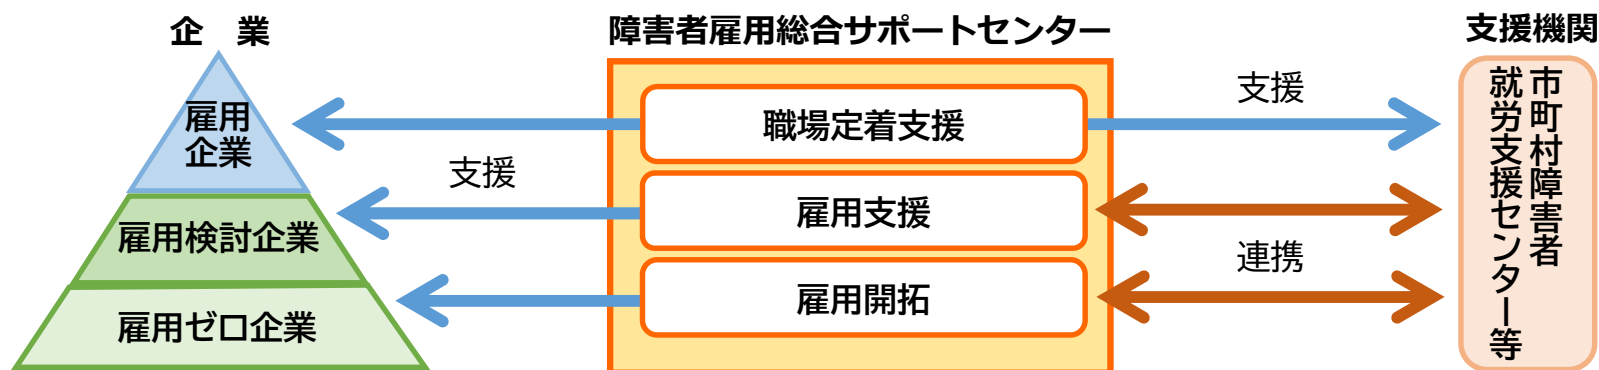 企　業
雇用
企業
雇用検討企業
雇用ゼロ企業
支援
障害者雇用総合サポートセンター
職場定着支援
雇用支援
雇用開拓
支援
連携
支援機関
市町村障害者
就労支援センター等